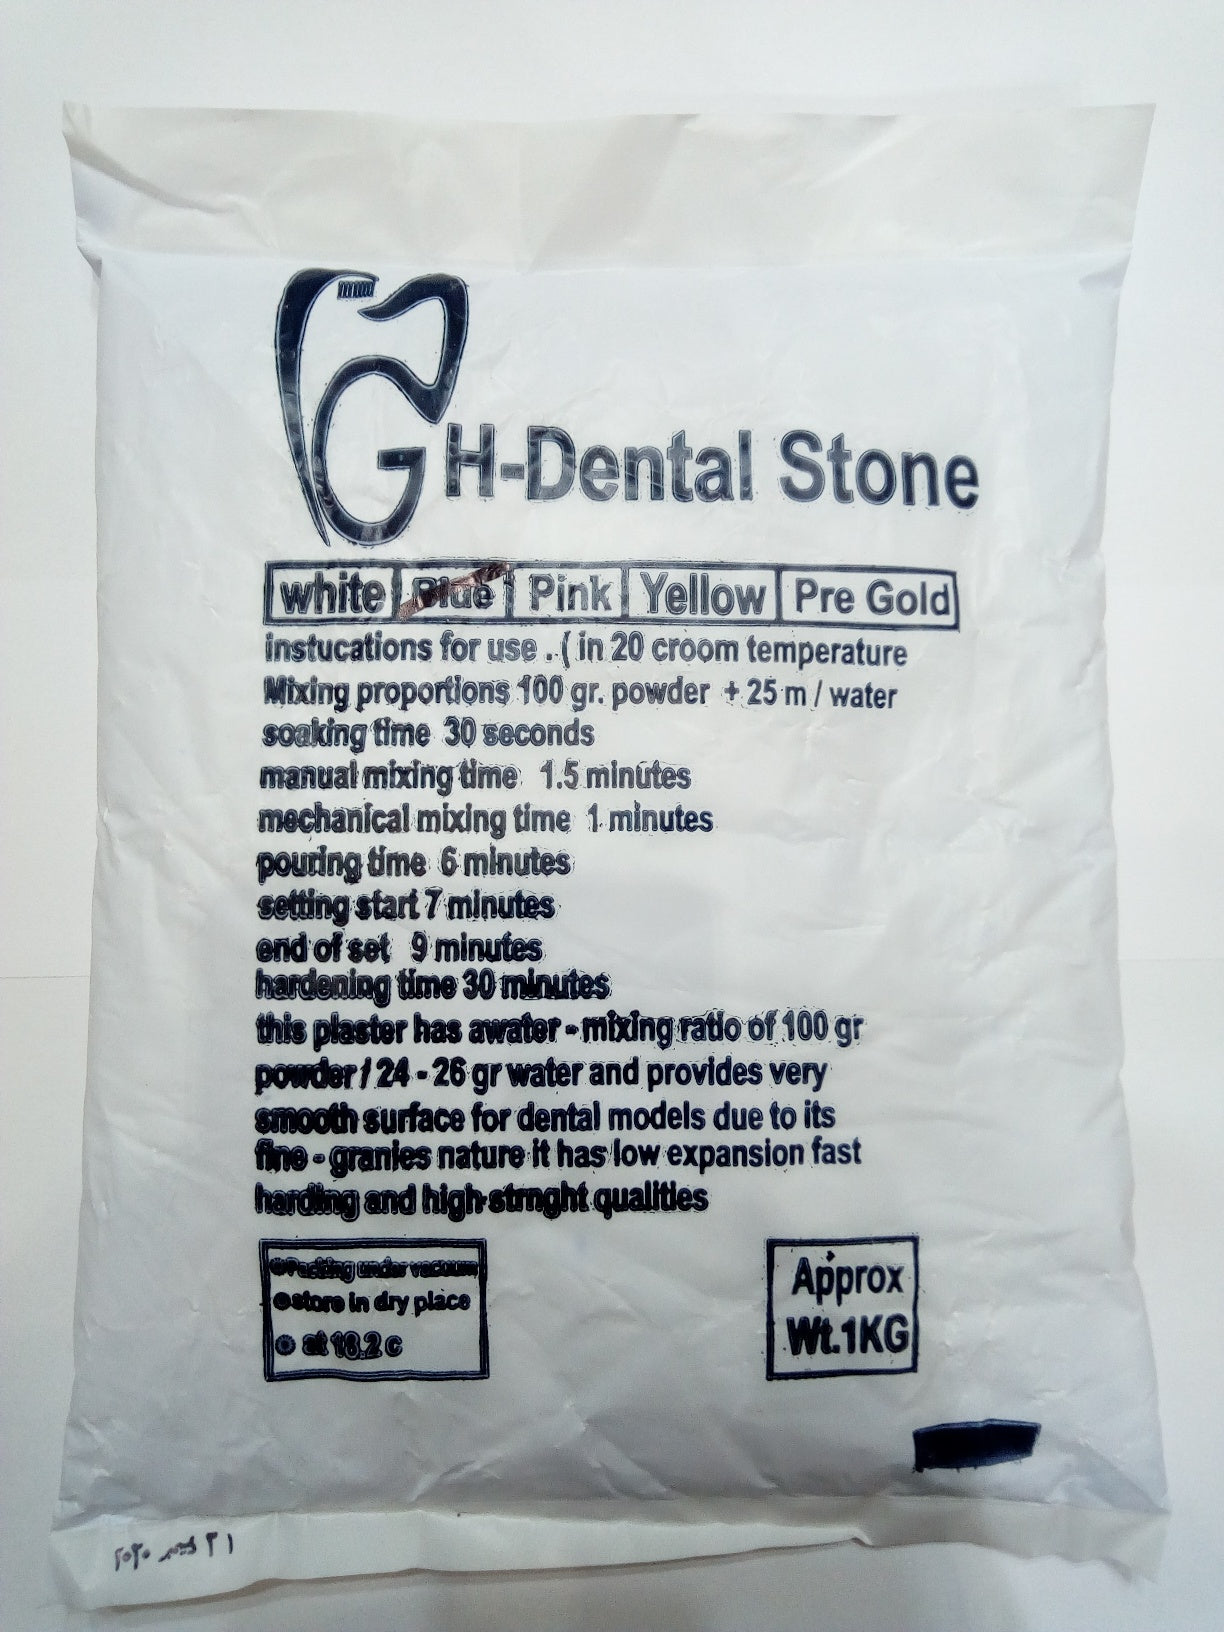 H-Dental Stone
white Blue Pink Yellow Pre Gold
instucations for use . ( in 20 croom temperature
Mixing proportions 100 gr. powder + 25 m / water
soaking time 30 seconds
manual mixing time 1.5 minutes
mechanical mixing time 1 minutes
pouring time 6 minutes
setting start 7 minutes
end of set 9 minutes
hardening time 30 minutes
this plaster has awater - mixing ratio of 100 gr
powder / 24 - 26 gr water and provides very
smooth surface for dental models due to its
fine - granies nature it has low expansion fast
harding and high strnght qualities
Packing under vacuum
store in dry place
at 18.2 c
Approx
Wt.1KG